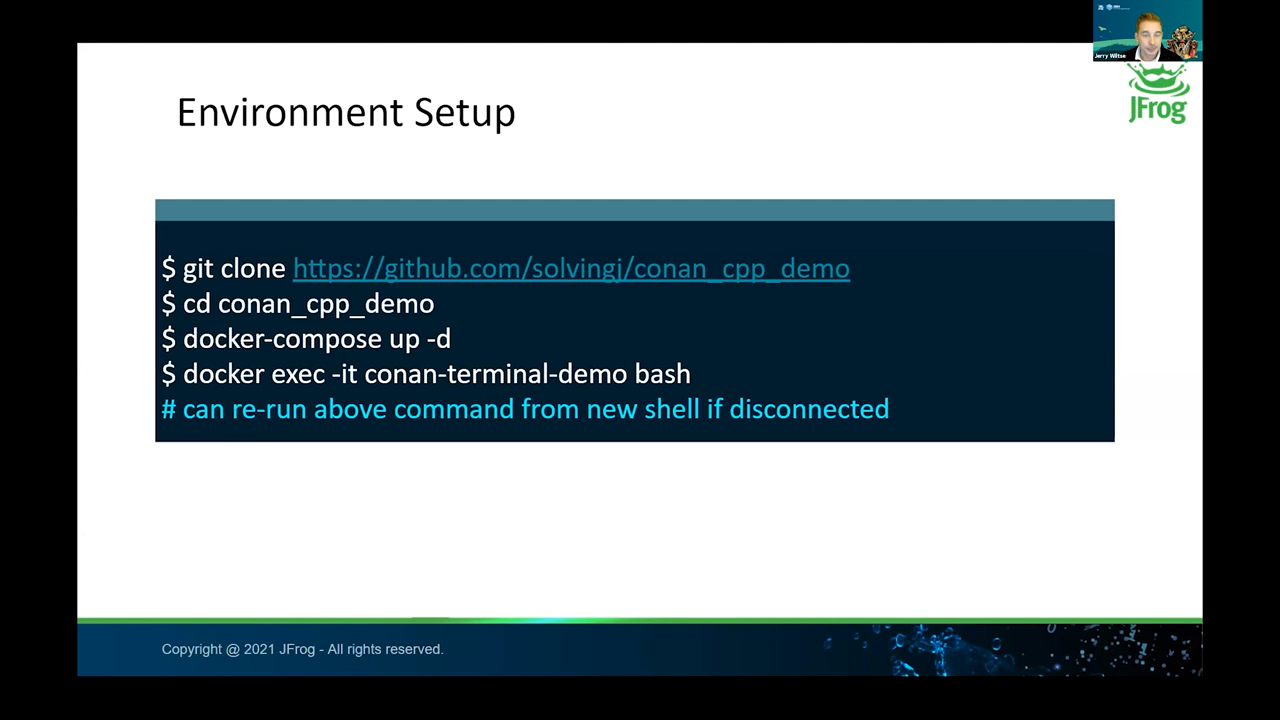 Jerry Wiltse
JFrog
Environment Setup
$ git clone https://github.com/solvingj/conan_cpp_demo
$ cd conan_cpp_demo
$ docker-compose up -d
$ docker exec -it conan-terminal-demo bash
# can re-run above command from new shell if disconnected
Copyright @ 2021 JFrog - All rights reserved.